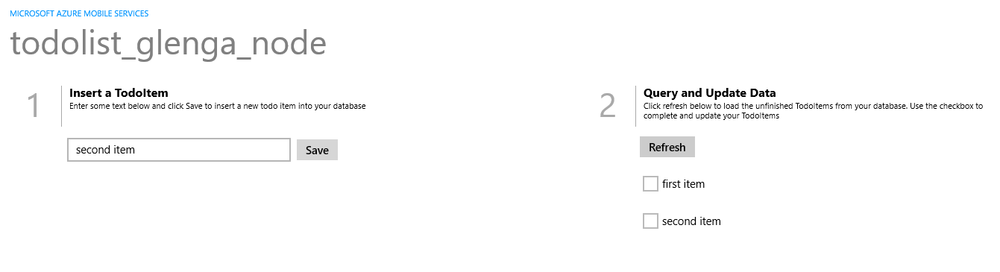 MICROSOFT AZURE MOBILE SERVICES
todolist_glenga_node
1
Insert a TodoItem
Enter some text below and click Save to insert a new todo item into your database
second item
Save
2
Query and Update Data
Click refresh below to load the unfinished TodoItems from your database. Use the checkbox to
complete and update your TodoItems
Refresh
first item
second item